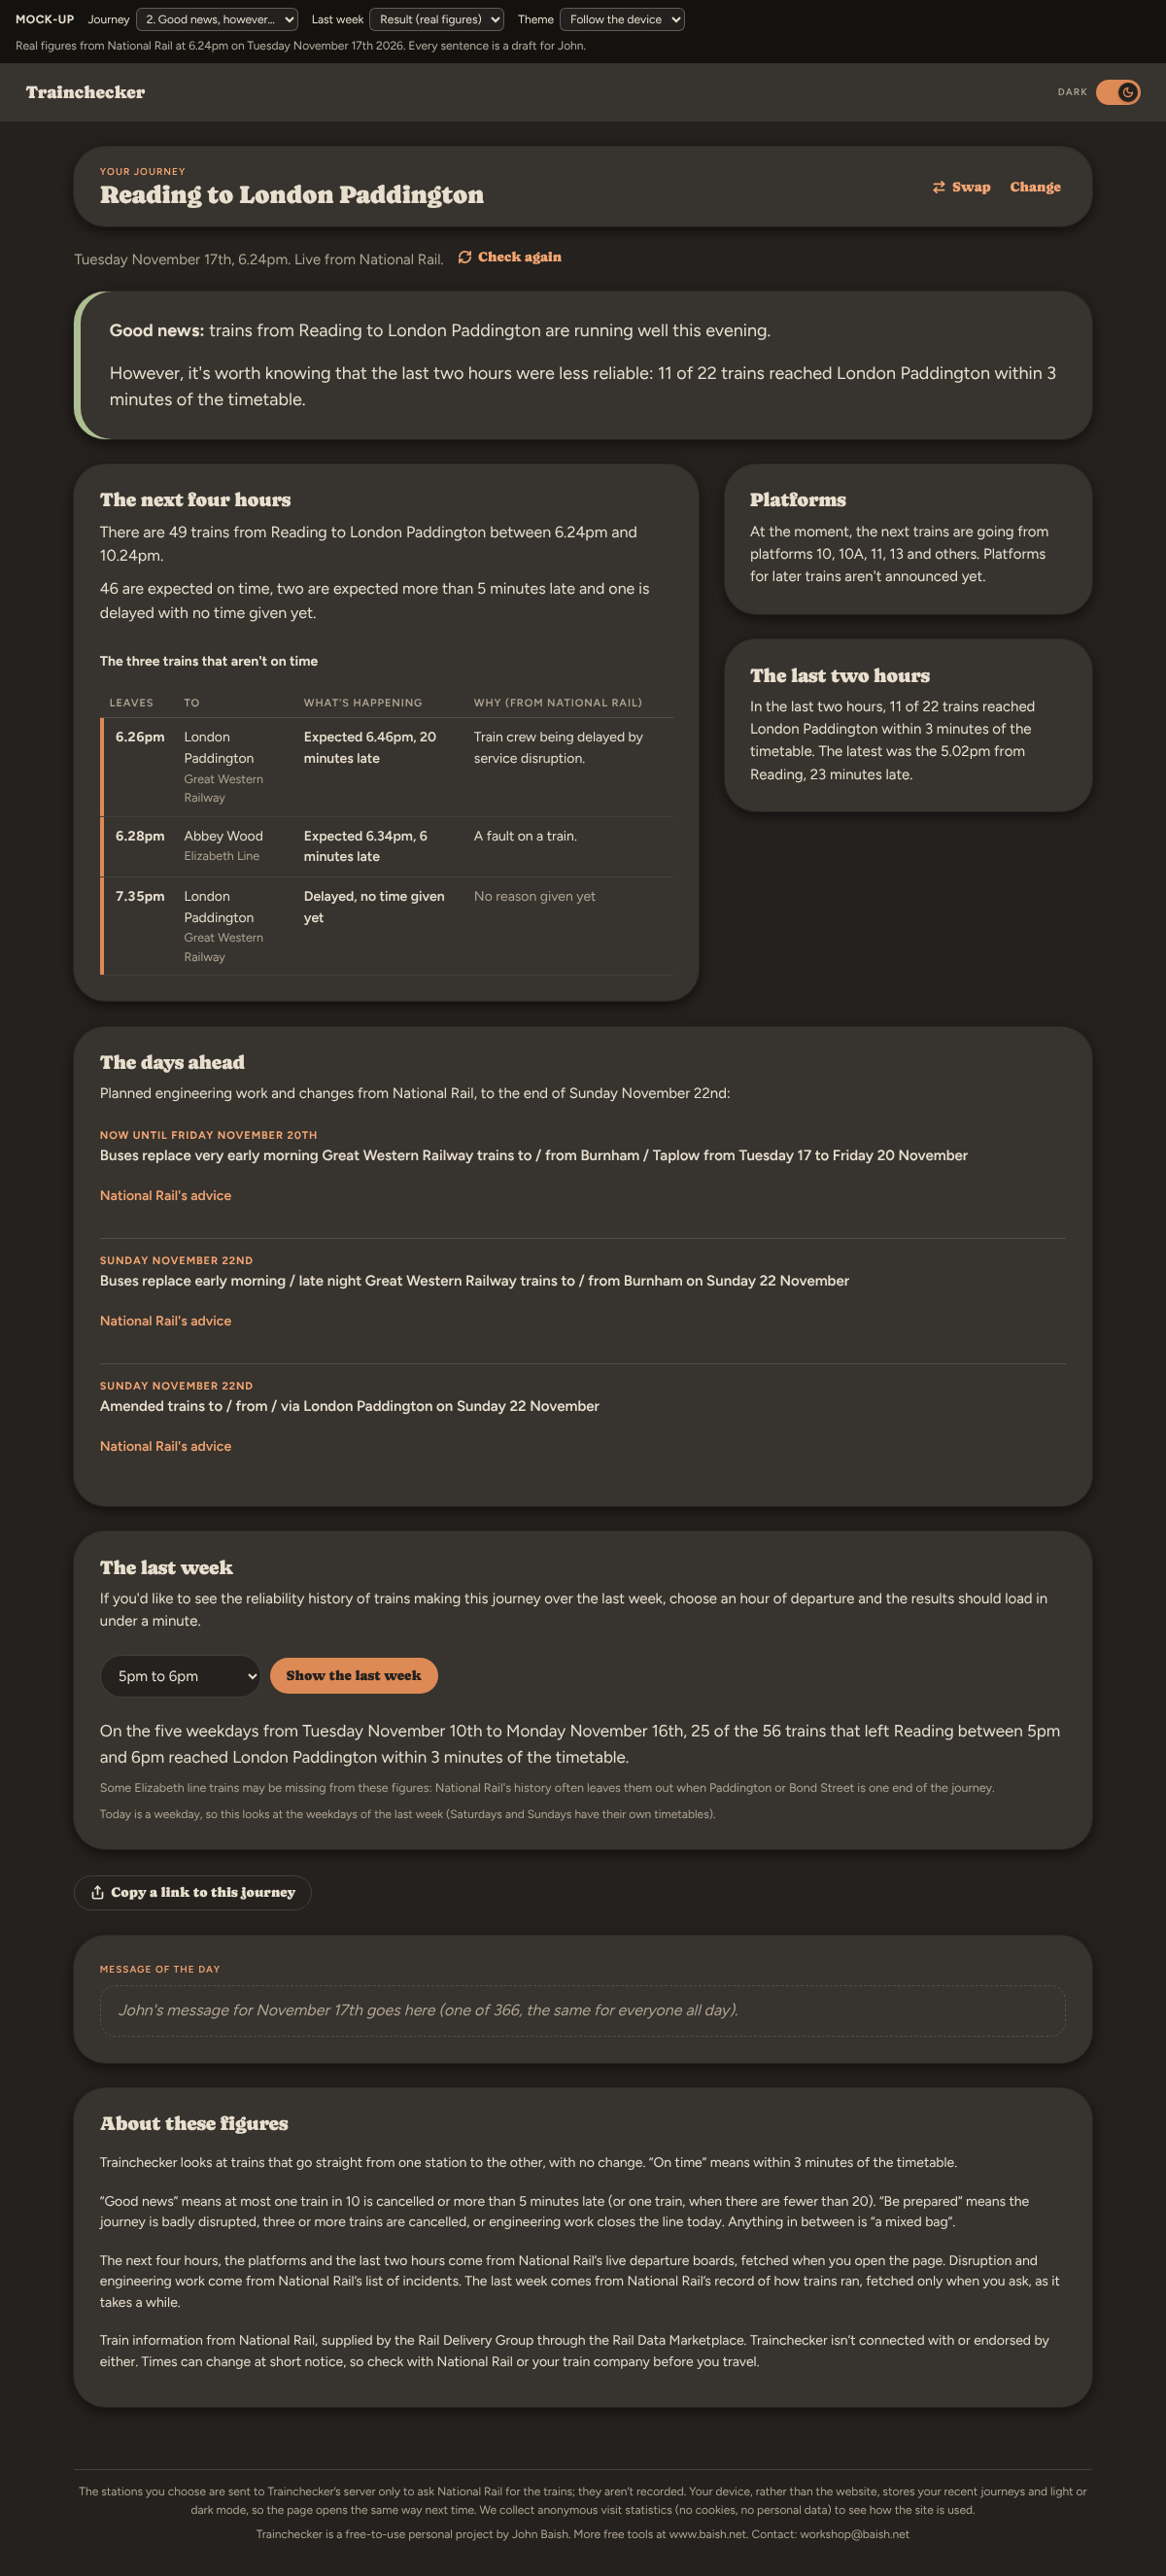 MOCK-UP Journey 2. Good news, however... Last week Result (real figures) Theme Follow the device
Real figures from National Rail at 6.24pm on Tuesday November 17th 2026. Every sentence is a draft for John.
Trainchecker
DARK
YOUR JOURNEY
Reading to London Paddington
Swap Change
Tuesday November 17th, 6.24pm. Live from National Rail. Check again
Good news: trains from Reading to London Paddington are running well this evening.
However, it's worth knowing that the last two hours were less reliable: 11 of 22 trains reached London Paddington within 3
minutes of the timetable.
The next four hours
There are 49 trains from Reading to London Paddington between 6.24pm and
10.24pm.
46 are expected on time, two are expected more than 5 minutes late and one is
delayed with no time given yet.
The three trains that aren't on time
LEAVES TO WHAT'S HAPPENING WHY (FROM NATIONAL RAIL)
6.26pm London Expected 6.46pm, 20 Train crew being delayed by
Paddington minutes late service disruption.
Great Western
Railway
6.28pm Abbey Wood Expected 6.34pm, 6 A fault on a train.
Elizabeth Line minutes late
7.35pm London Delayed, no time given No reason given yet
Paddington yet
Great Western
Railway
Platforms
At the moment, the next trains are going from
platforms 10, 10A, 11, 13 and others. Platforms
for later trains aren't announced yet.
The last two hours
In the last two hours, 11 of 22 trains reached
London Paddington within 3 minutes of the
timetable. The latest was the 5.02pm from
Reading, 23 minutes late.
The days ahead
Planned engineering work and changes from National Rail, to the end of Sunday November 22nd:
NOW UNTIL FRIDAY NOVEMBER 20TH
Buses replace very early morning Great Western Railway trains to / from Burnham / Taplow from Tuesday 17 to Friday 20 November
National Rail's advice
SUNDAY NOVEMBER 22ND
Buses replace early morning / late night Great Western Railway trains to / from Burnham on Sunday 22 November
National Rail's advice
SUNDAY NOVEMBER 22ND
Amended trains to / from / via London Paddington on Sunday 22 November
National Rail's advice
The last week
If you'd like to see the reliability history of trains making this journey over the last week, choose an hour of departure and the results should load in
under a minute.
5pm to 6pm Show the last week
On the five weekdays from Tuesday November 10th to Monday November 16th, 25 of the 56 trains that left Reading between 5pm
and 6pm reached London Paddington within 3 minutes of the timetable.
Some Elizabeth line trains may be missing from these figures: National Rail's history often leaves them out when Paddington or Bond Street is one end of the journey.
Today is a weekday, so this looks at the weekdays of the last week (Saturdays and Sundays have their own timetables).
Copy a link to this journey
MESSAGE OF THE DAY
John's message for November 17th goes here (one of 366, the same for everyone all day).
About these figures
Trainchecker looks at trains that go straight from one station to the other, with no change. “On time” means within 3 minutes of the timetable.
“Good news” means at most one train in 10 is cancelled or more than 5 minutes late (or one train, when there are fewer than 20). “Be prepared” means the
journey is badly disrupted, three or more trains are cancelled, or engineering work closes the line today. Anything in between is “a mixed bag”.
The next four hours, the platforms and the last two hours come from National Rail’s live departure boards, fetched when you open the page. Disruption and
engineering work come from National Rail’s list of incidents. The last week comes from National Rail’s record of how trains ran, fetched only when you ask, as it
takes a while.
Train information from National Rail, supplied by the Rail Delivery Group through the Rail Data Marketplace. Trainchecker isn’t connected with or endorsed by
either. Times can change at short notice, so check with National Rail or your train company before you travel.
The stations you choose are sent to Trainchecker’s server only to ask National Rail for the trains; they aren’t recorded. Your device, rather than the website, stores your recent journeys and light or
dark mode, so the page opens the same way next time. We collect anonymous visit statistics (no cookies, no personal data) to see how the site is used.
Trainchecker is a free-to-use personal project by John Baish. More free tools at www.baish.net. Contact: workshop@baish.net